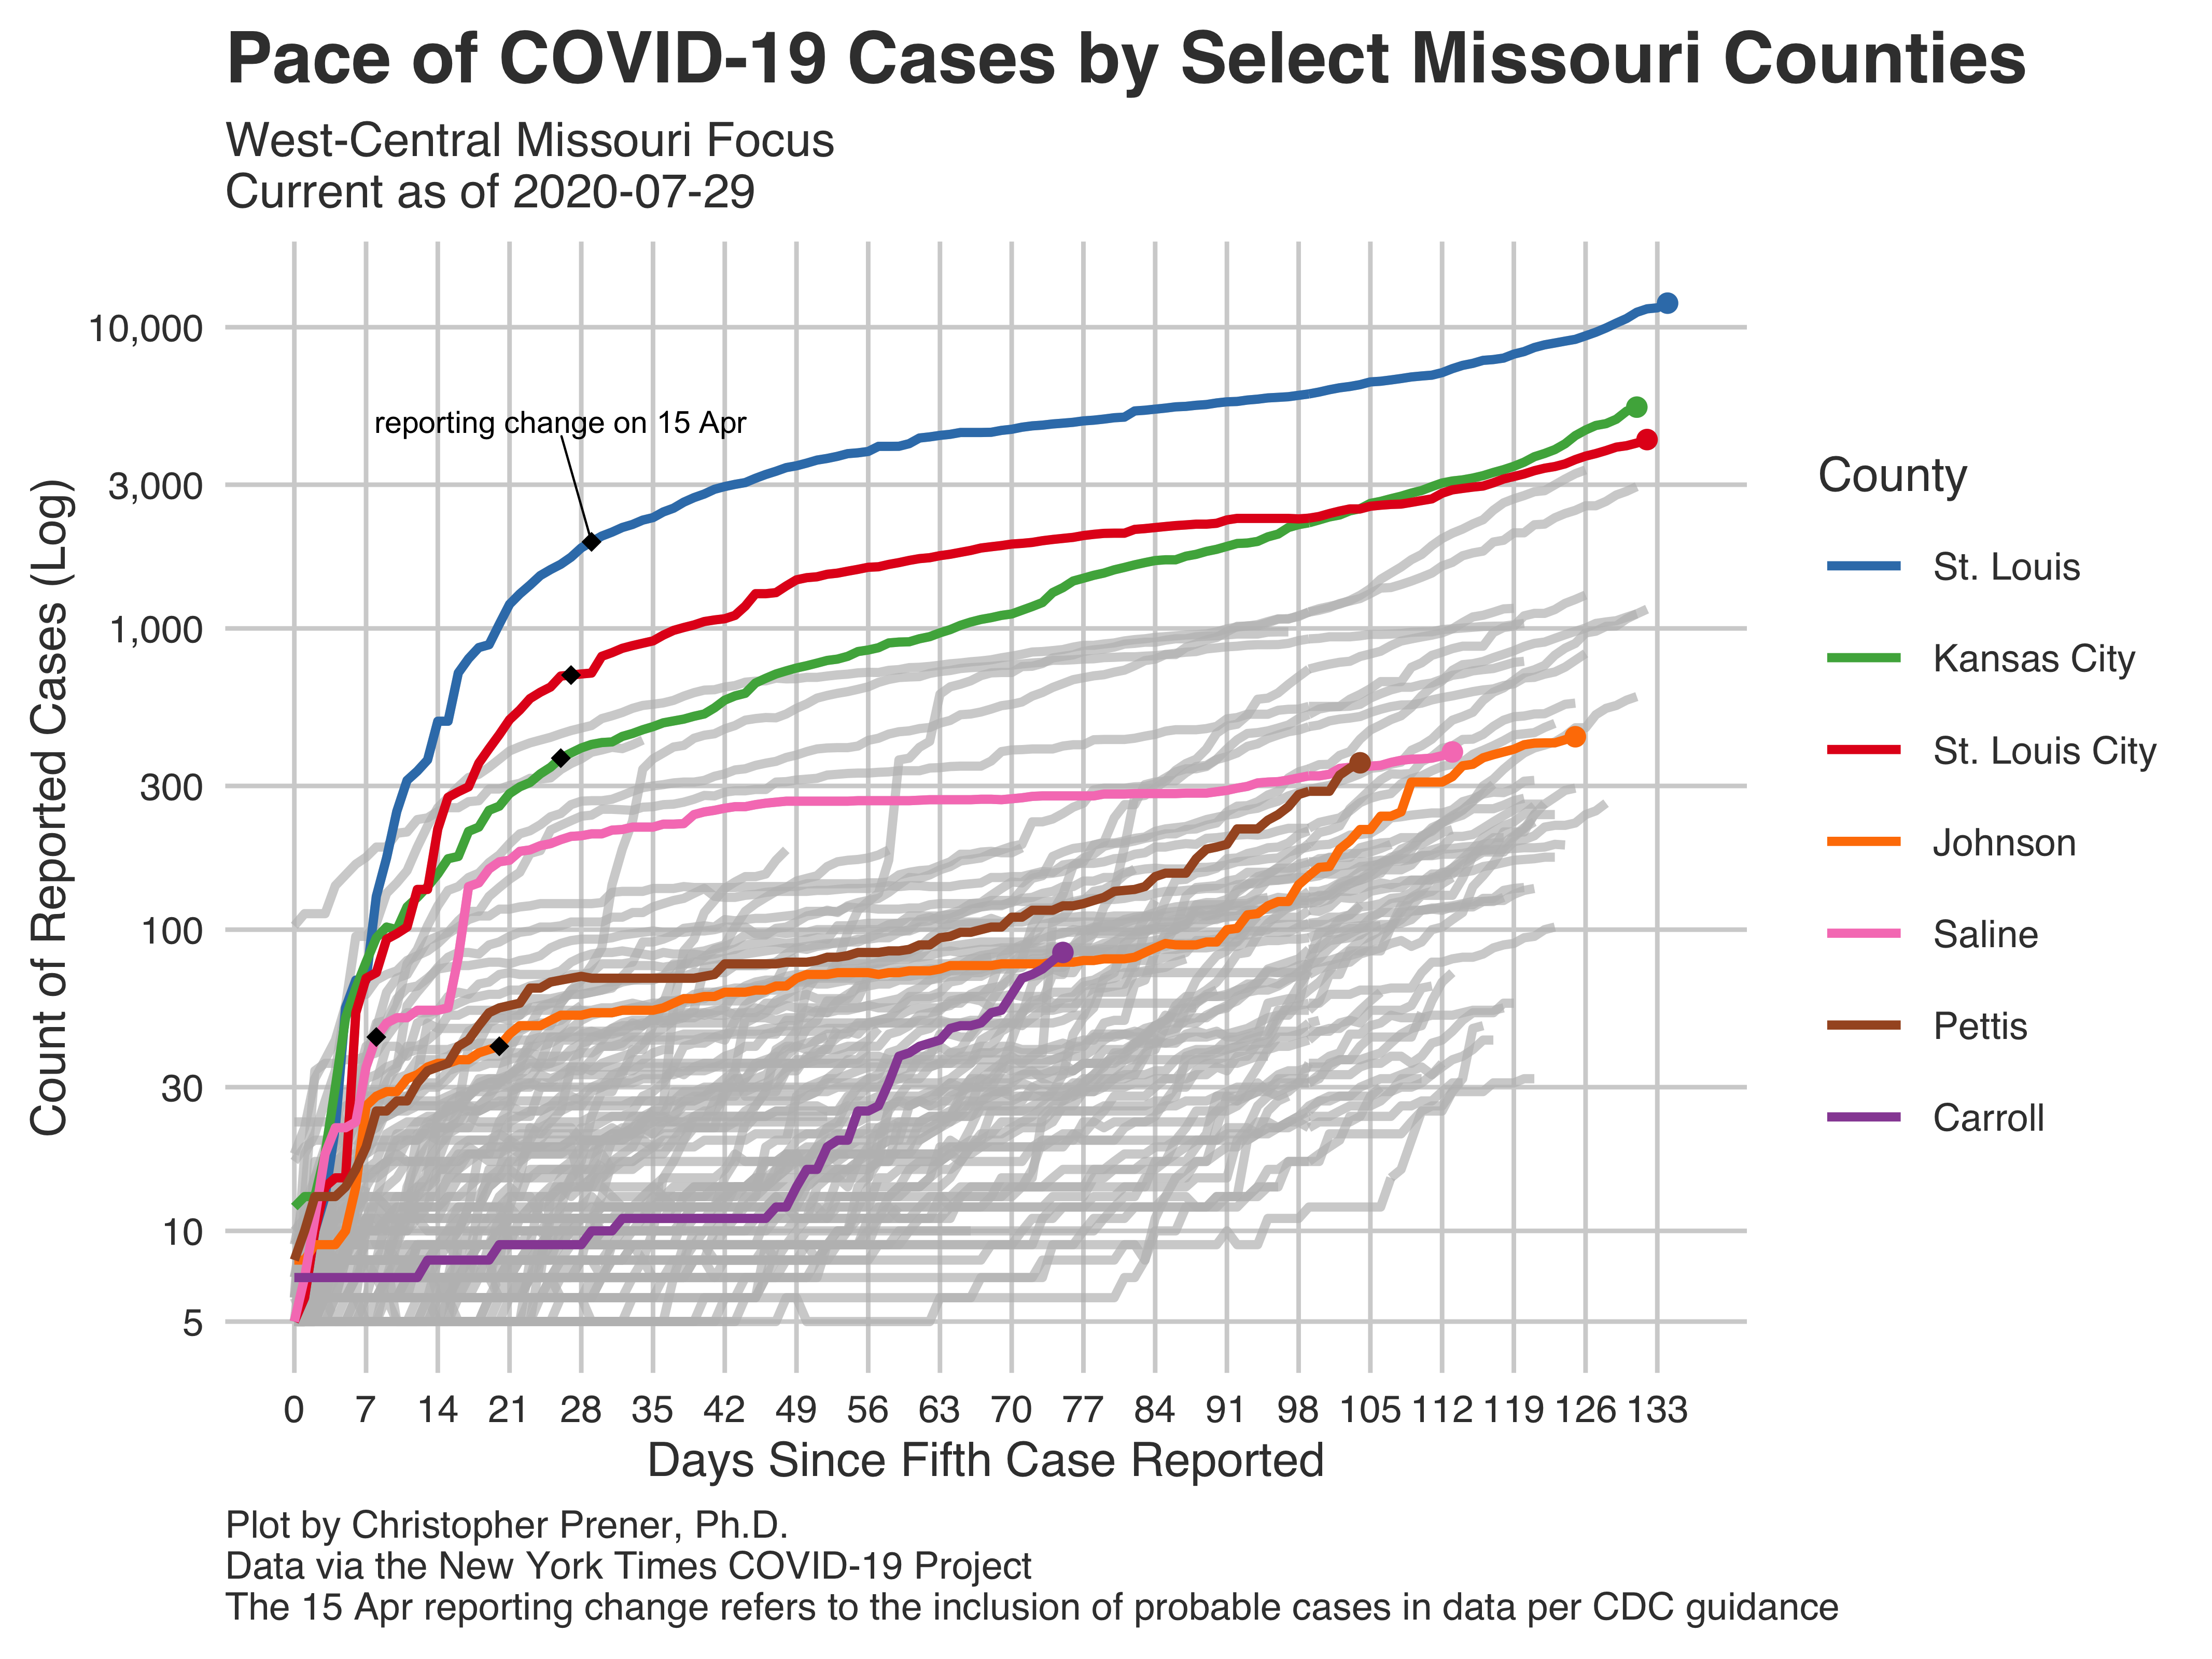 Pace of COVID-19 Cases by Select Missouri Counties
West-Central Missouri Focus
Current as of 2020-07-29
Count of Reported Cases (Log)
10,000
3,000
1,000
300
100
30
10
5
reporting change on 15 Apr
County
St. Louis
Kansas City
St. Louis City
Johnson
Saline
Pettis
Carroll
0 7 14 21 28 35 42 49 56 63 70 77 84 91 98 105 112 119 126 133
Days Since Fifth Case Reported
Plot by Christopher Prener, Ph.D.
Data via the New York Times COVID-19 Project
The 15 Apr reporting change refers to the inclusion of probable cases in data per CDC guidance